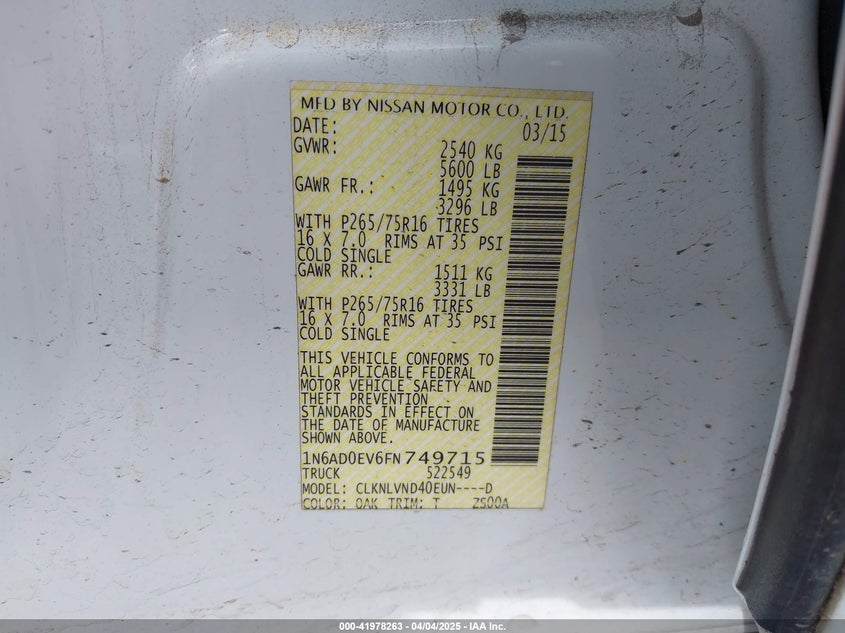 MFD BY NISSAN MOTOR CO., LTD.
DATE: 03/15
GVWR: 2540 KG
5600 LB
GAWR FR.: 1495 KG
3296 LB
WITH P265/75R16 TIRES
16 X 7.0 RIMS AT 35 PSI
COLD SINGLE
GAWR RR.: 1511 KG
3331 LB
WITH P265/75R16 TIRES
16 X 7.0 RIMS AT 35 PSI
COLD SINGLE
THIS VEHICLE CONFORMS TO
ALL APPLICABLE FEDERAL
MOTOR VEHICLE SAFETY AND
THEFT PREVENTION
STANDARDS IN EFFECT ON
THE DATE OF MANUFACTURE
SHOWN ABOVE.
1N6AD0EV6FN749715
TRUCK 522549
MODEL: CLKNLVND40EUN----D
COLOR: QAK TRIM: T ZS00A
000-41978263 - 04/04/2025 - IAA Inc.